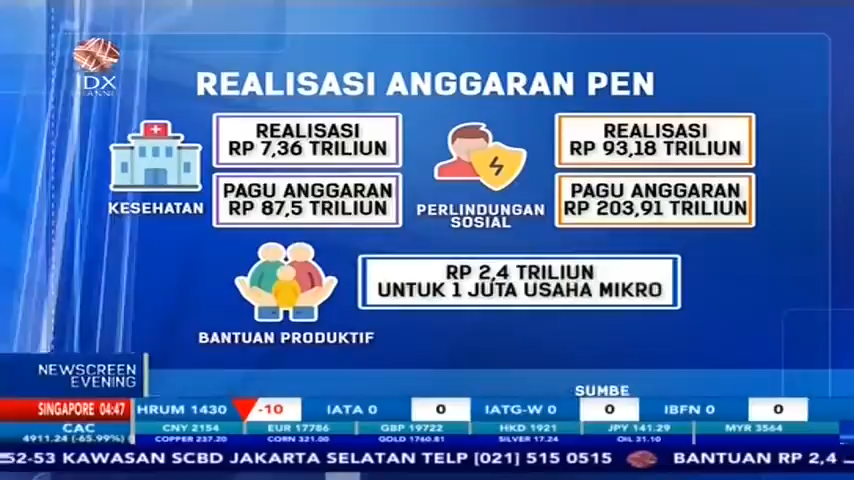 IDX
CHANNEL
REALISASI ANGGARAN PEN
REALISASI
RP 7,36 TRILIUN
PAGU ANGGARAN
RP 87,5 TRILIUN
KESEHATAN
REALISASI
RP 93,18 TRILIUN
PAGU ANGGARAN
RP 203,91 TRILIUN
PERLINDUNGAN
SOSIAL
RP 2,4 TRILIUN
UNTUK 1 JUTA USAHA MIKRO
BANTUAN PRODUKTIF
NEWSCREEN
EVENING
SUMBE
SINGAPORE 04:47
HRUM 1430 -10 IATA 0 0 IATG-W 0 0 IBFN 0 0
CAC
4911.24 (-65.99%)
CNY 2154 EUR 17786 GBP 19722 HKD 1921 JPY 141.29 MYR 3564
COPPER 237.20 CORN 321.00 GOLD 1760.81 SILVER 17.24 OIL 31.10
52-53 KAWASAN SCBD JAKARTA SELATAN TELP [021] 515 0515 BANTUAN RP 2,4